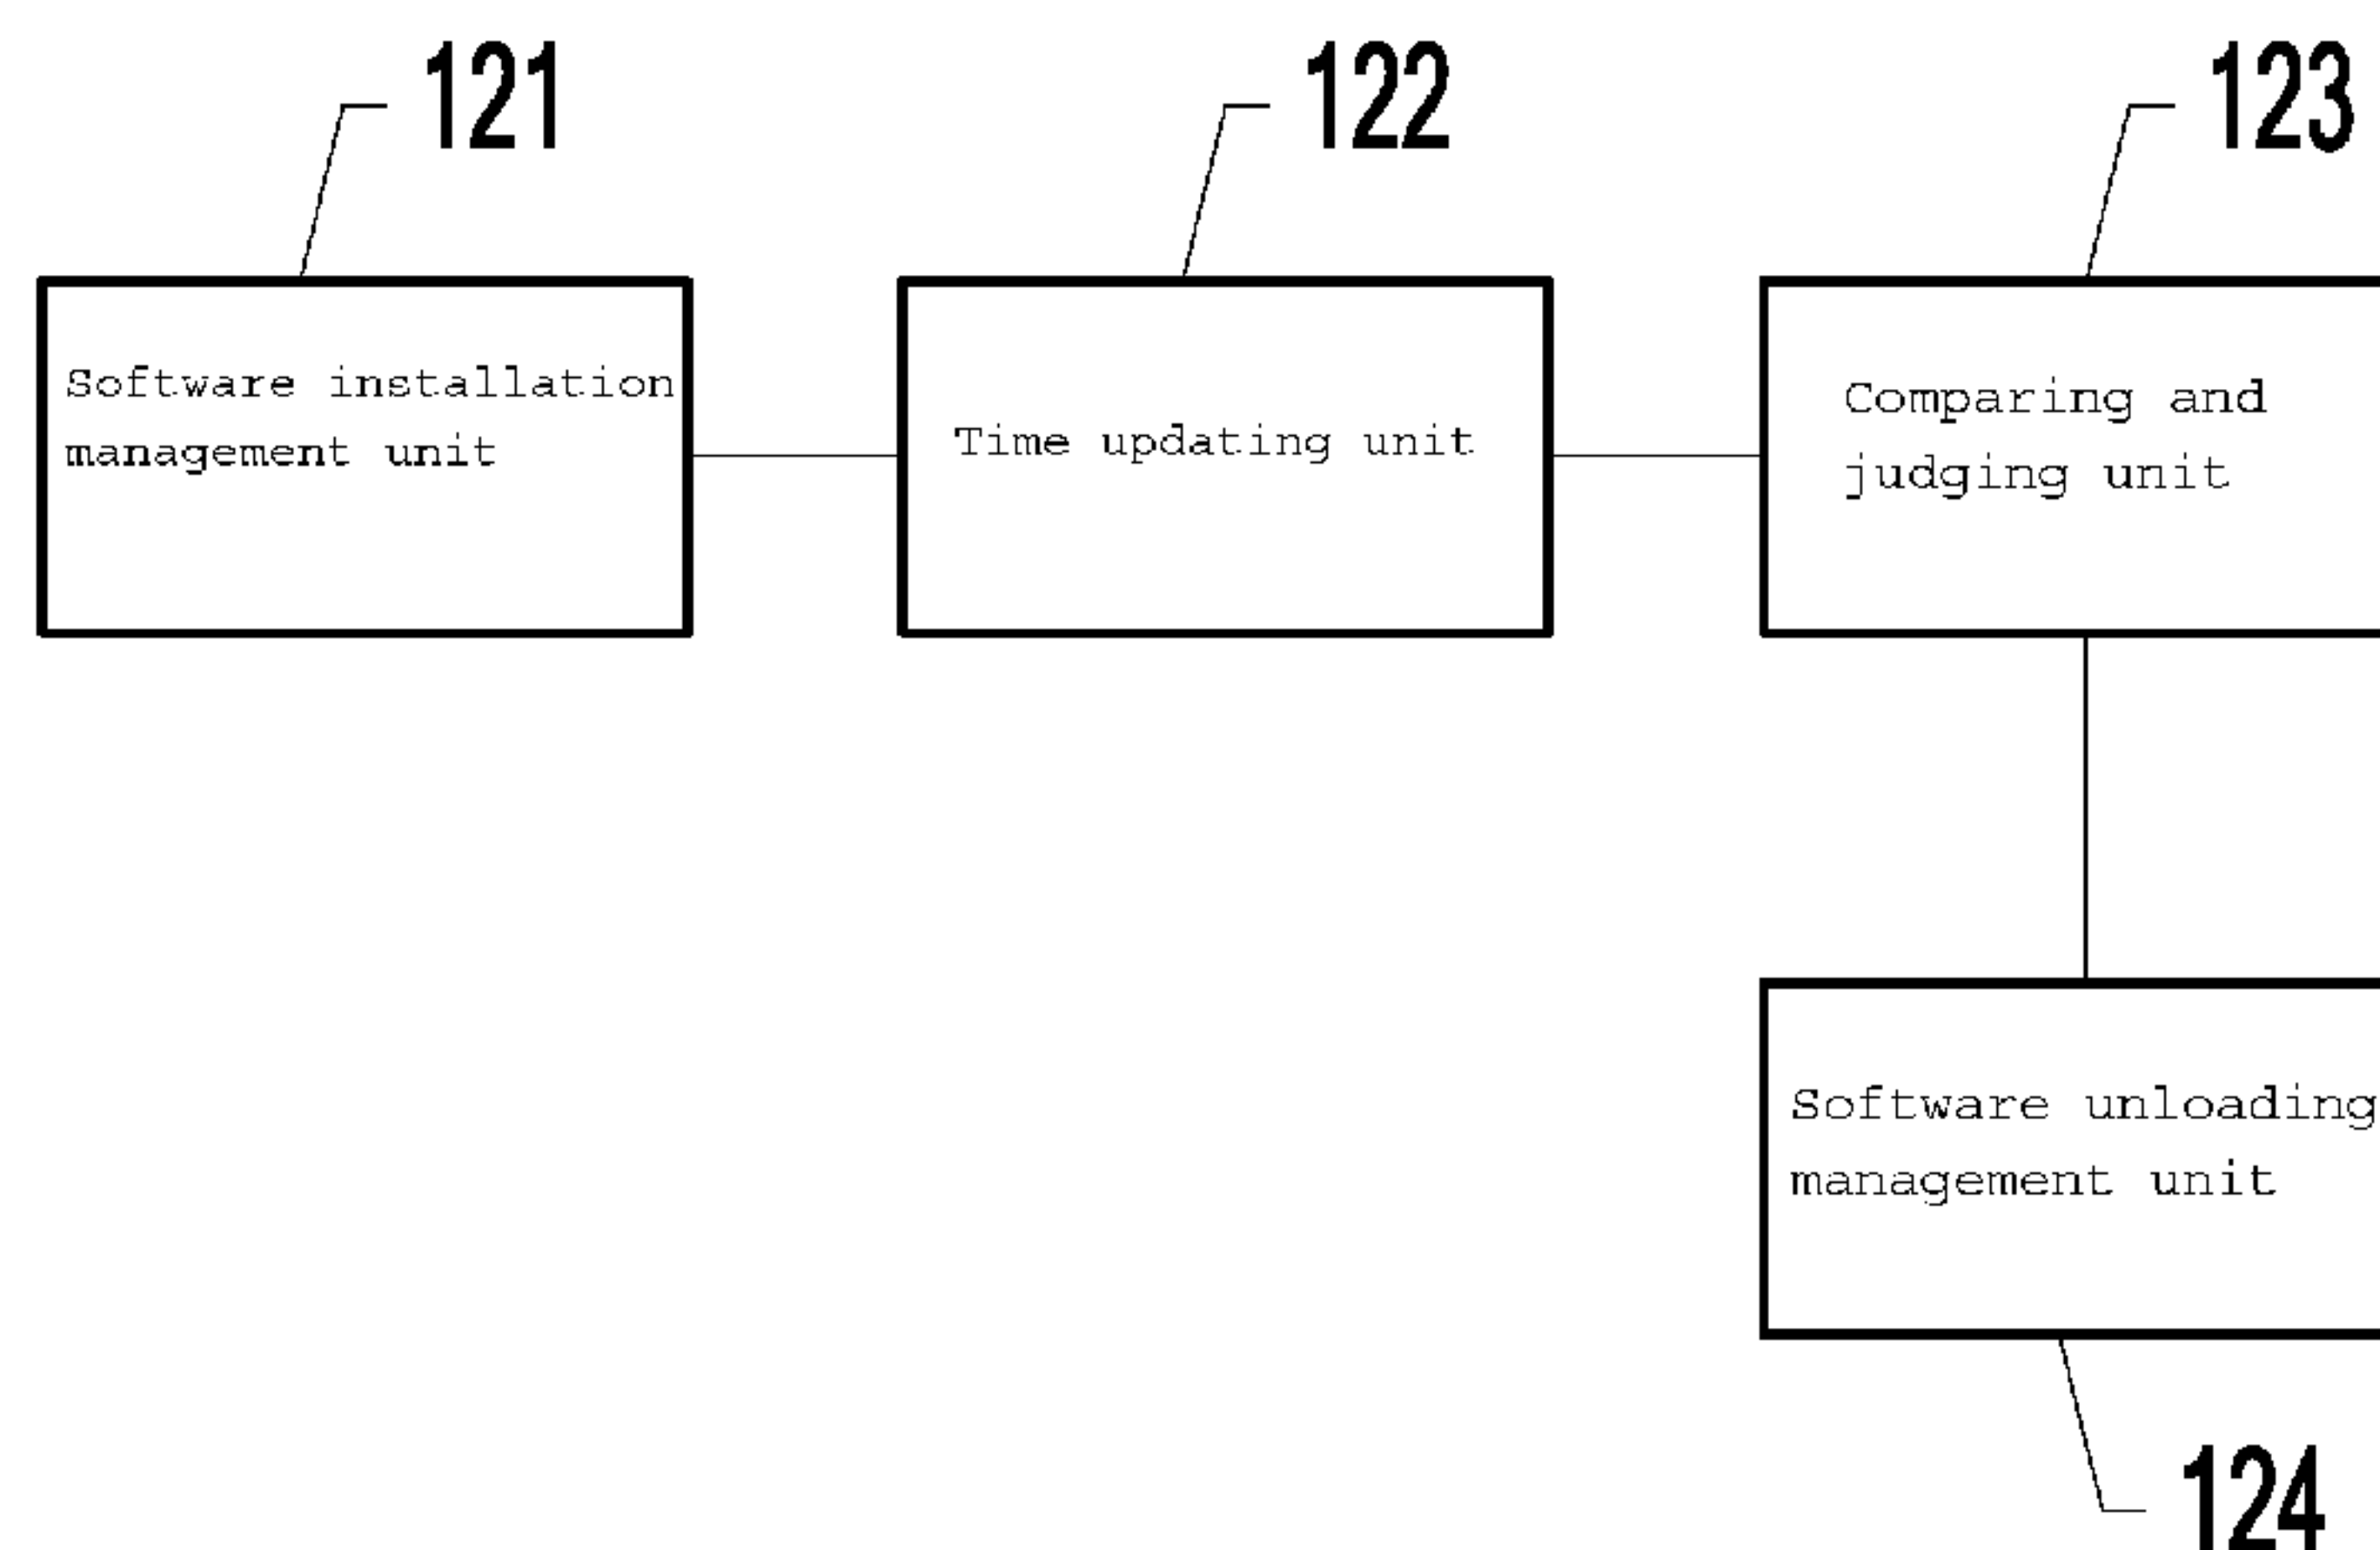 121
122
123
Software installation
management unit
Time updating unit
Comparing and
judging unit
Software unloading
management unit
124